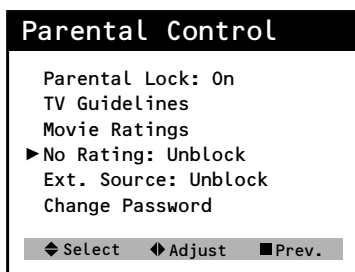 Parental Control
Parental Lock: On
TV Guidelines
Movie Ratings
►No Rating: Unblock
Ext. Source: Unblock
Change Password
Select Adjust Prev.